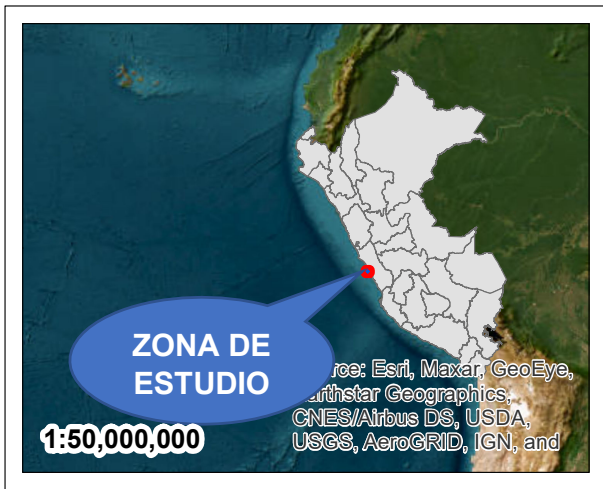 ZONA DE
ESTUDIO
Esri, Maxar, GeoEye,
Geographics,
CNES/Airbus DS, USDA,
USGS, AeroGRID, IGN, and
1:50,000,000